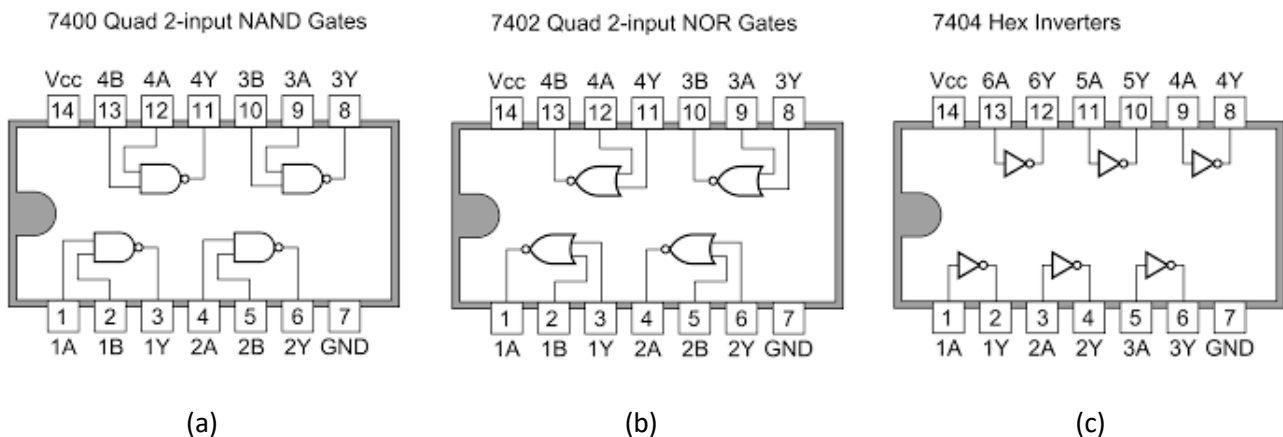 7400 Quad 2-input NAND Gates
7402 Quad 2-input NOR Gates
7404 Hex Inverters
Vcc 4B 4A 4Y 3B 3A 3Y
14 13 12 11 10 9 8
1 2 3 4 5 6 7
1A 1B 1Y 2A 2B 2Y GND
Vcc 4B 4A 4Y 3B 3A 3Y
14 13 12 11 10 9 8
1 2 3 4 5 6 7
1A 1B 1Y 2A 2B 2Y GND
Vcc 6A 6Y 5A 5Y 4A 4Y
14 13 12 11 10 9 8
1 2 3 4 5 6 7
1A 1Y 2A 2Y 3A 3Y GND
(a)
(b)
(c)